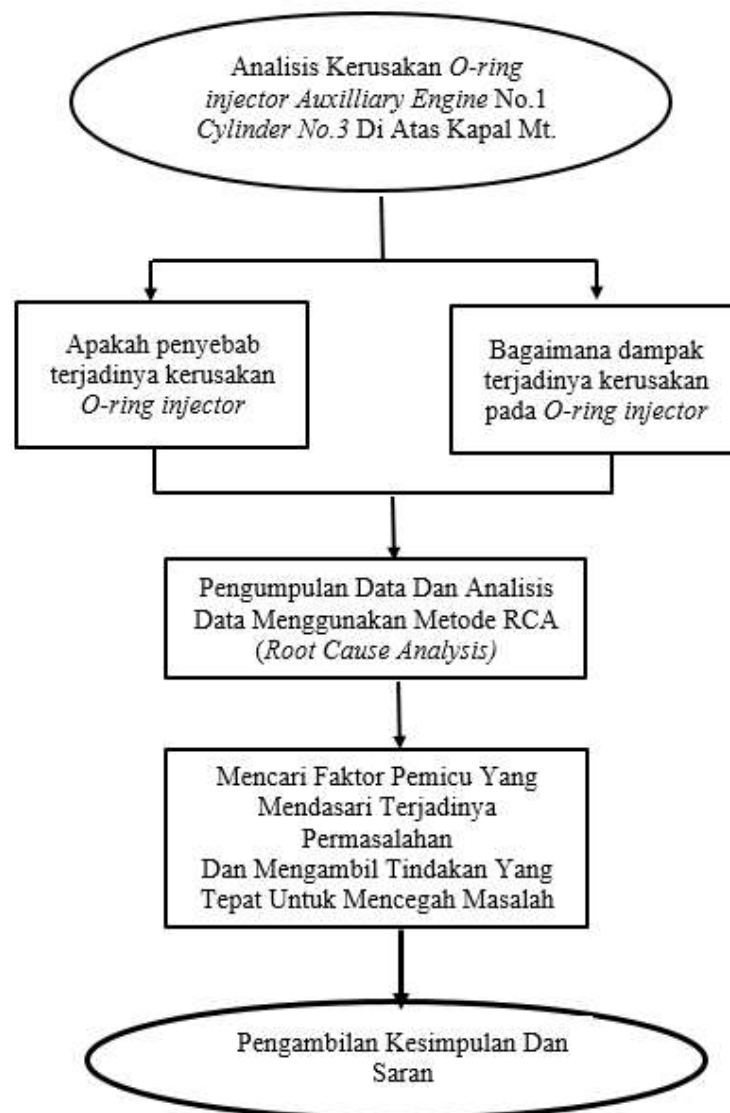 Analisis Kerusakan O-ring
injector Auxilliary Engine No.1
Cylinder No.3 Di Atas Kapal Mt.
Apakah penyebab
terjadinya kerusakan
O-ring injector
Bagaimana dampak
terjadinya kerusakan
pada O-ring injector
Pengumpulan Data Dan Analisis
Data Menggunakan Metode RCA
(Root Cause Analysis)
Mencari Faktor Pemicu Yang
Mendasari Terjadinya
Permasalahan
Dan Mengambil Tindakan Yang
Tepat Untuk Mencegah Masalah
Pengambilan Kesimpulan Dan
Saran